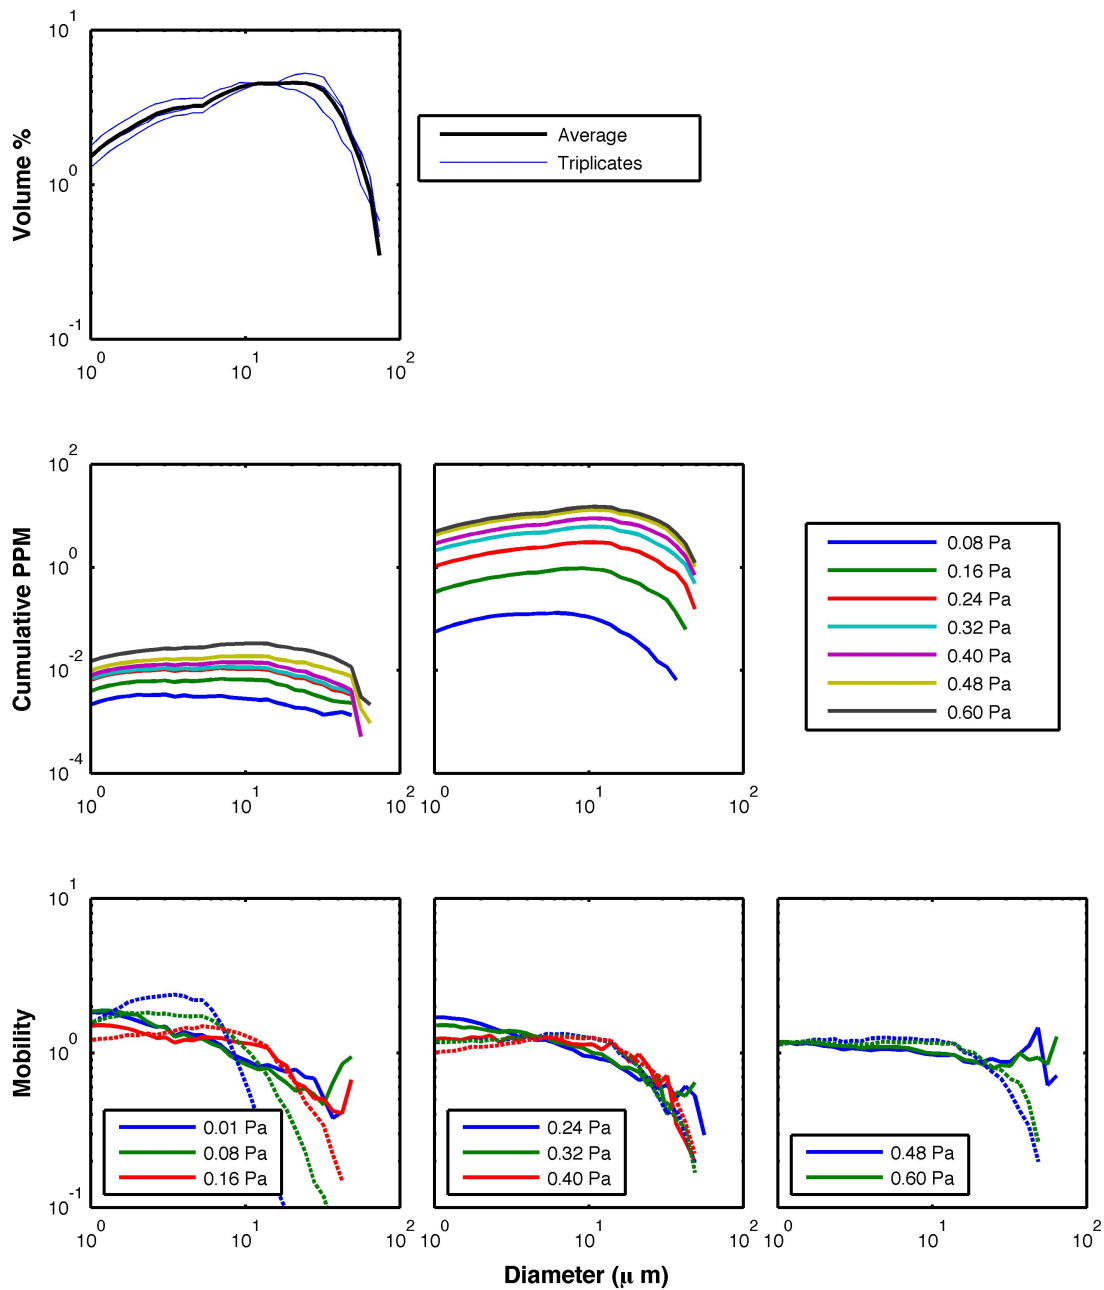 10^1
10^0
10^-1
Volume %
10^0 10^1 10^2
Average
Triplicates
10^2
10^0
10^-2
10^-4
Cumulative PPM
10^0 10^1 10^2
10^0 10^1 10^2
0.08 Pa
0.16 Pa
0.24 Pa
0.32 Pa
0.40 Pa
0.48 Pa
0.60 Pa
10^1
10^0
10^-1
Mobility
0.01 Pa
0.08 Pa
0.16 Pa
10^0 10^1 10^2
0.24 Pa
0.32 Pa
0.40 Pa
10^0 10^1 10^2
0.48 Pa
0.60 Pa
10^0 10^1 10^2
Diameter (μ m)